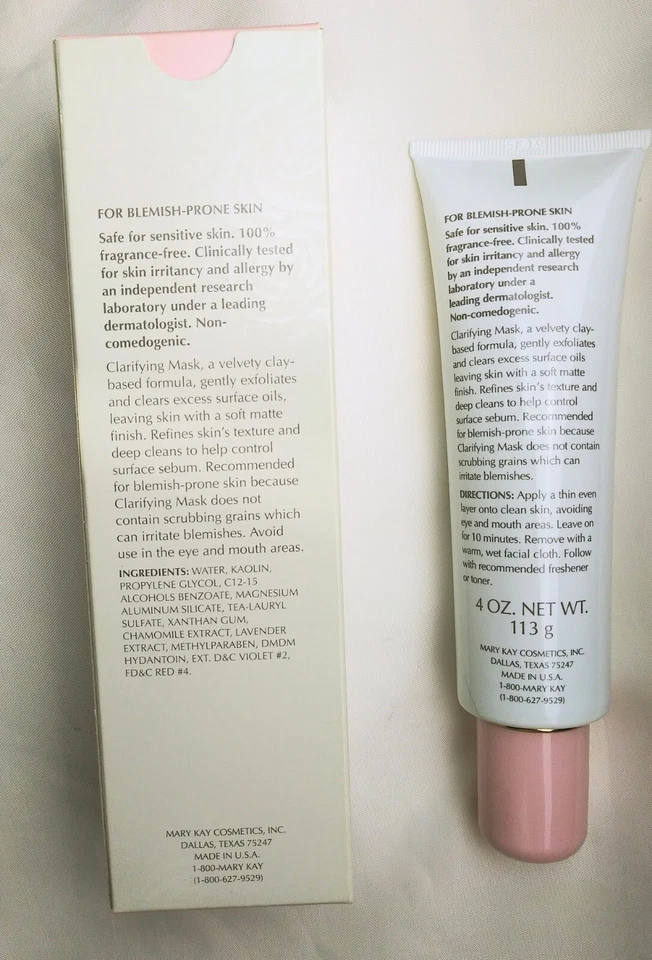 FOR BLEMISH-PRONE SKIN
Safe for sensitive skin. 100%
fragrance-free. Clinically tested
for skin irritancy and allergy by
an independent research
laboratory under a leading
dermatologist. Non-
comedogenic.
Clarifying Mask, a velvety clay-
based formula, gently exfoliates
and clears excess surface oils,
leaving skin with a soft matte
finish. Refines skin's texture and
deep cleans to help control
surface sebum. Recommended
for blemish-prone skin because
Clarifying Mask does not
contain scrubbing grains which
can irritate blemishes. Avoid
use in the eye and mouth areas.
INGREDIENTS: WATER, KAOLIN,
PROPYLENE GLYCOL, C12-15
ALCOHOLS BENZOATE, MAGNESIUM
ALUMINUM SILICATE, TEA-LAURYL
SULFATE, XANTHAN GUM,
CHAMOMILE EXTRACT, LAVENDER
EXTRACT, METHYLPARABEN, DMDM
HYDANTOIN, EXT. D&C VIOLET #2,
FD&C RED #4.
MARY KAY COSMETICS, INC.
DALLAS, TEXAS 75247
MADE IN U.S.A.
1-800-MARY KAY
(1-800-627-9529)
FOR BLEMISH-PRONE SKIN
Safe for sensitive skin. 100%
fragrance-free. Clinically tested
for skin irritancy and allergy
by an independent research
laboratory under a
leading dermatologist.
Non-comedogenic.
Clarifying Mask, a velvety clay-
based formula, gently exfoliates
and clears excess surface oils
leaving skin with a soft matte
finish. Refines skin's texture and
deep cleans to help control
surface sebum. Recommended
for blemish-prone skin because
Clarifying Mask does not contain
scrubbing grains which can
irritate blemishes.
DIRECTIONS: Apply a thin even
layer onto clean skin, avoiding
eye and mouth areas. Leave on
for 10 minutes. Remove with a
warm, wet facial cloth. Follow
with recommended freshener
or toner.
4 OZ. NET WT.
113 g
MARY KAY COSMETICS, INC.
DALLAS, TEXAS 75247
MADE IN U.S.A.
1-800-MARY KAY
(1-800-627-9529)